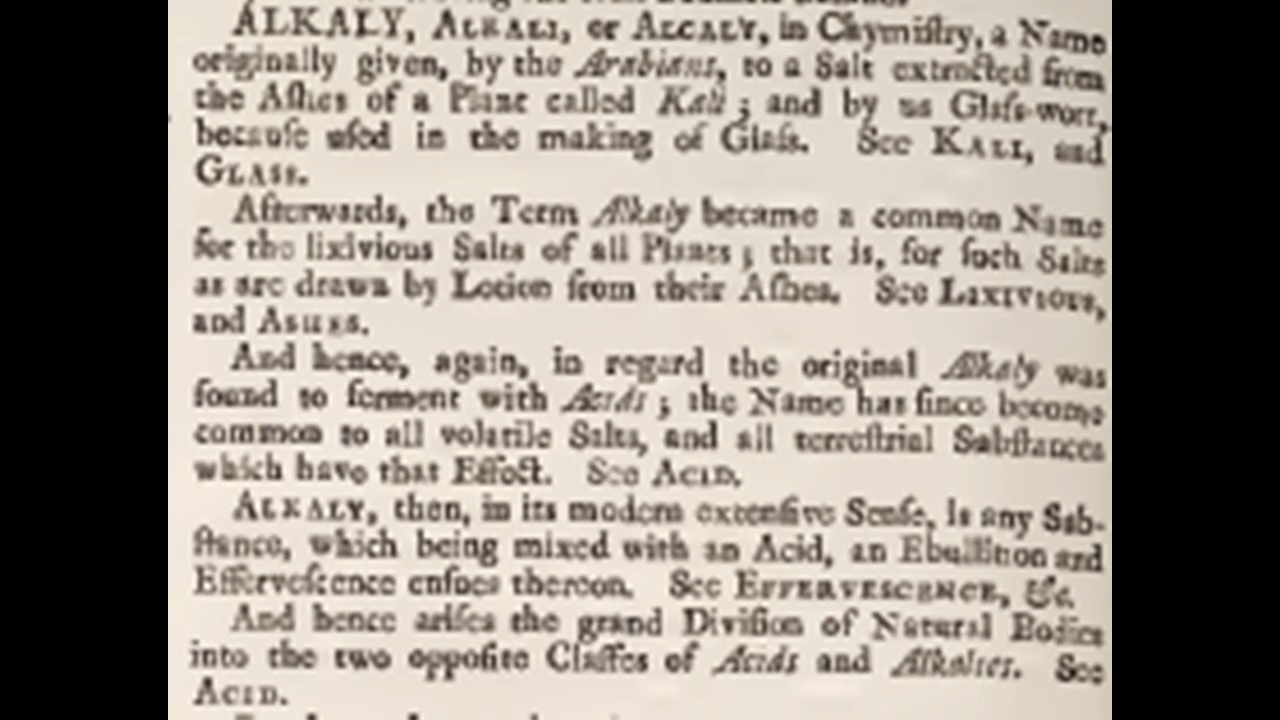 ALKALY, ALKALI, or ALCALY, in Chymiſtry, a Name
originally given, by the Arabians, to a Salt extracted from
the Aſhes of a Plant called Kali; and by us Glaſs-wort,
becauſe uſed in the making of Glaſs. See KALI, and
GLASS.
Afterwards, the Term Alkaly became a common Name
for the lixivious Salts of all Plants; that is, for ſuch Salts
as are drawn by Lotion from their Aſhes. See LIXIVIOUS,
and ASHES.
And hence, again, in regard the original Alkaly was
found to ferment with Acids; the Name has ſince become
common to all volatile Salts, and all terreſtrial Subſtances
which have that Effect. See ACID.
ALKALY, then, in its modern extenſive Senſe, is any Sub-
ſtance, which being mixed with an Acid, an Ebullition and
Efferveſcence enſues thereon. See EFFERVESCENCE, &c.
And hence ariſes the grand Diviſion of Natural Bodies
into the two oppoſite Claſſes of Acids and Alkalies. See
ACID.